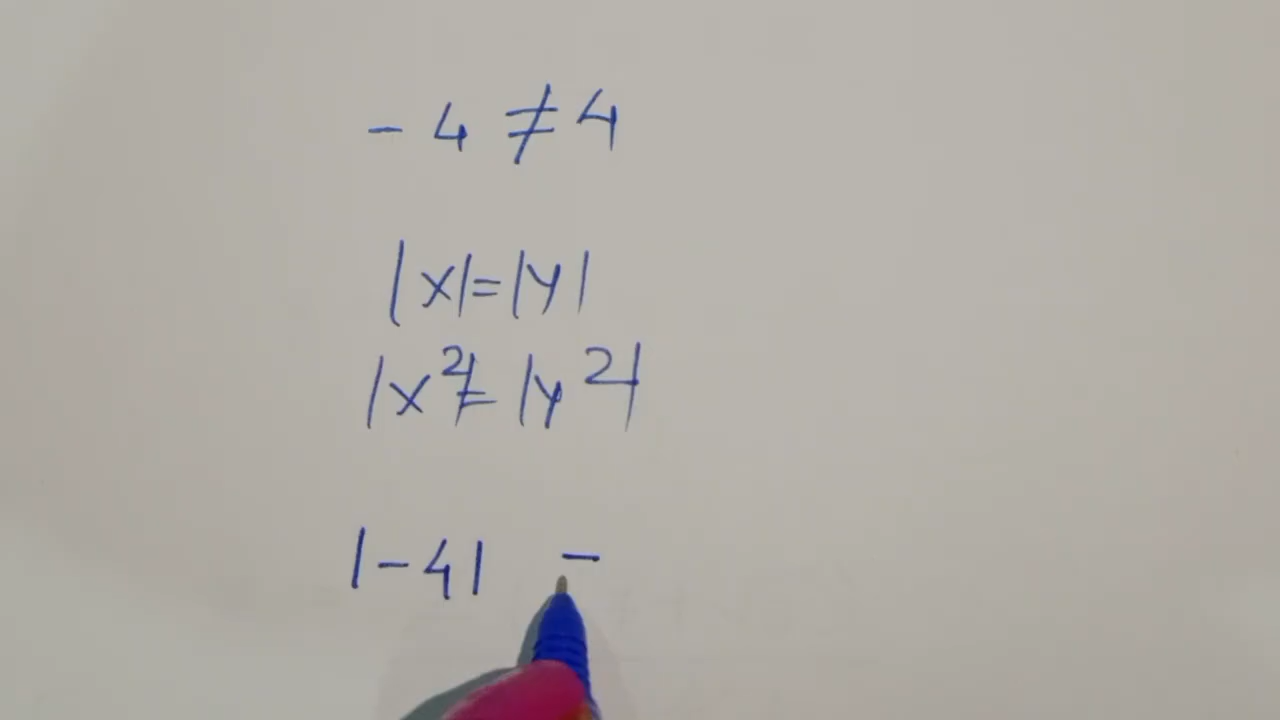 - 4 ≠ 4
|x|=|y|
|x²|= |y²|
|-4| -